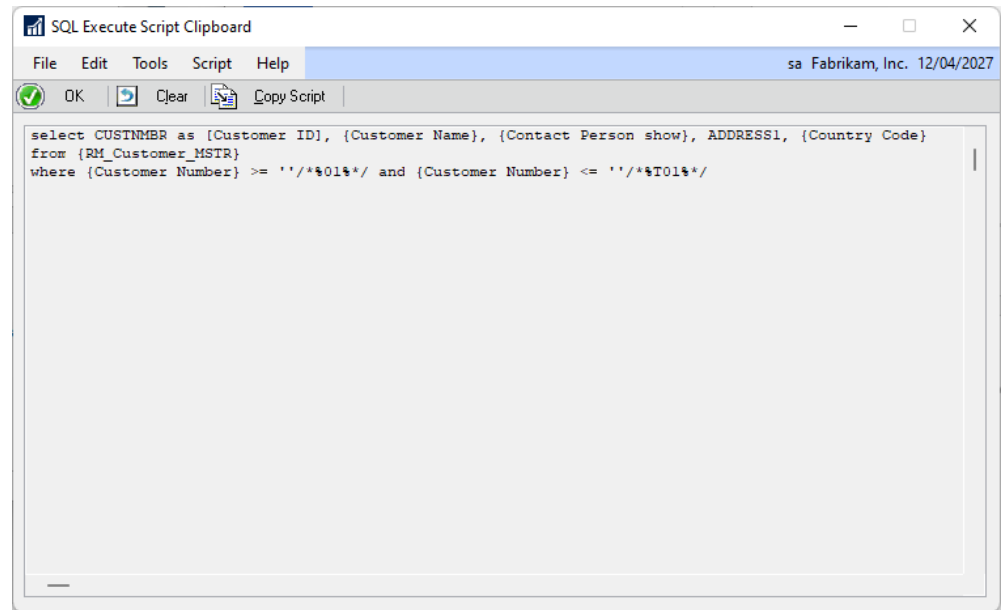 SQL Execute Script Clipboard
File Edit Tools Script Help sa Fabrikam, Inc. 12/04/2027
OK Clear Copy Script
select CUSTNMBR as [Customer ID], {Customer Name}, {Contact Person show}, ADDRESS1, {Country Code}
from {RM_Customer_MSTR}
where {Customer Number} >= ''/*%01%*/ and {Customer Number} <= ''/*%T01%*/